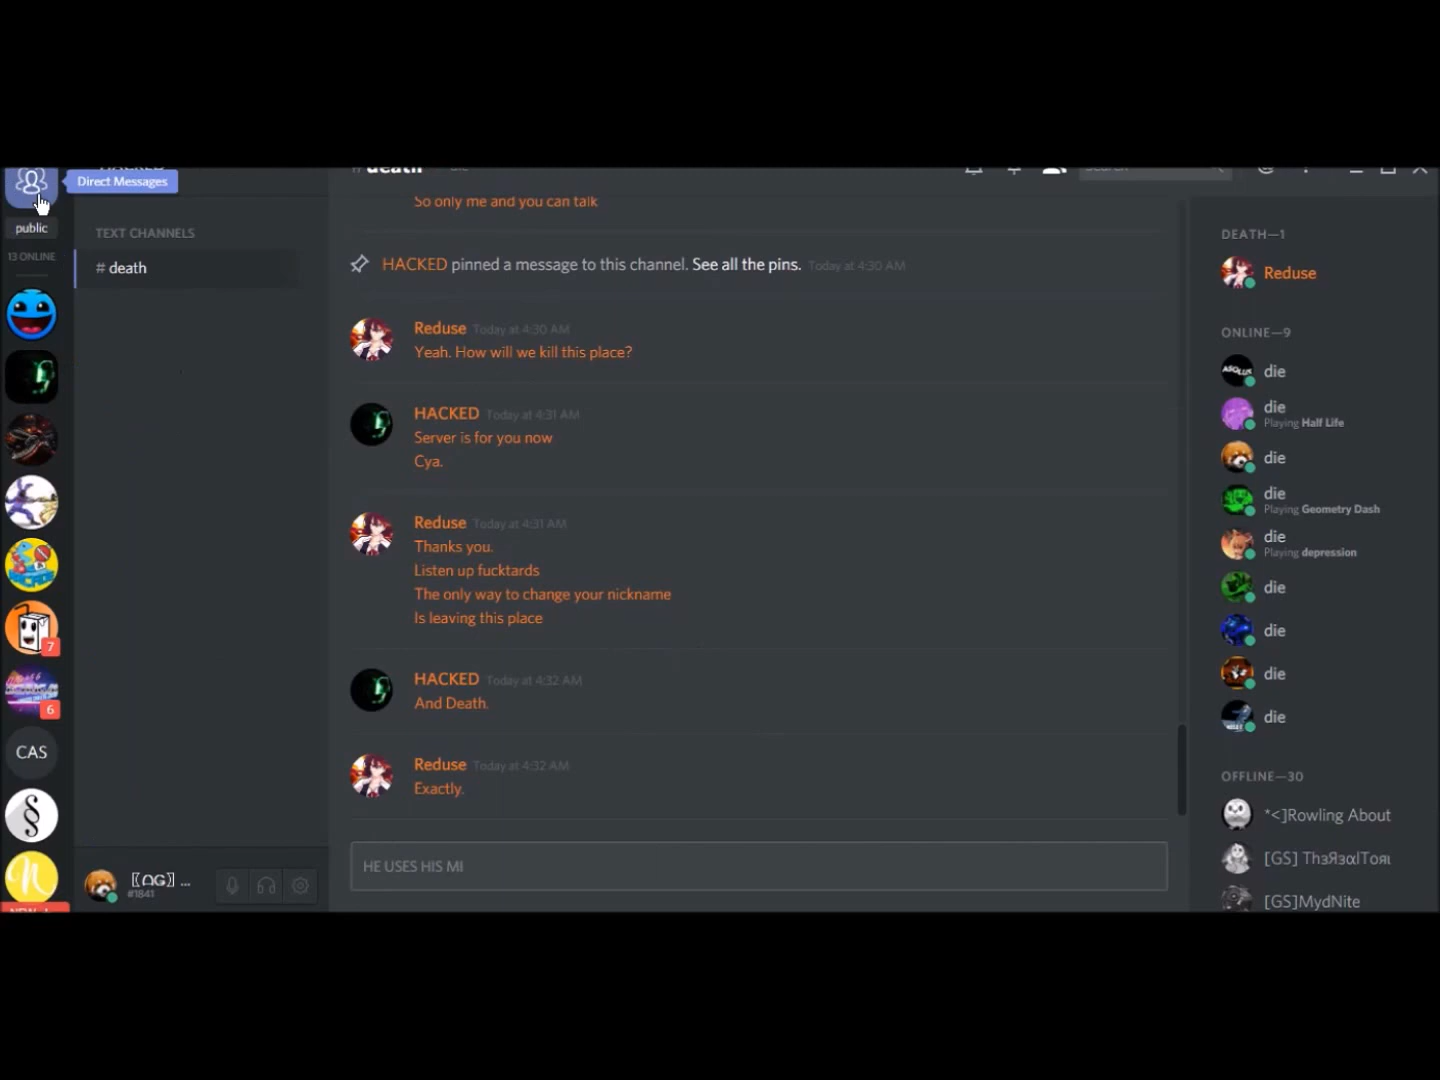 Direct Messages
public
13 ONLINE
TEXT CHANNELS
# death
So only me and you can talk
HACKED pinned a message to this channel. See all the pins. Today at 4:30 AM
Reduse Today at 4:30 AM
Yeah. How will we kill this place?
HACKED Today at 4:31 AM
Server is for you now
Cya.
Reduse Today at 4:31 AM
Thanks you.
Listen up fucktards
The only way to change your nickname
Is leaving this place
HACKED Today at 4:32 AM
And Death.
Reduse Today at 4:32 AM
Exactly.
HE USES HIS MI
7
6
CAS
#1841
DEATH—1
Reduse
ONLINE—9
die
die
Playing Half Life
die
die
Playing Geometry Dash
die
Playing depression
die
die
die
die
OFFLINE—30
*<]Rowling About
[GS] ThɜЯɜαlToяι
[GS]MydNite